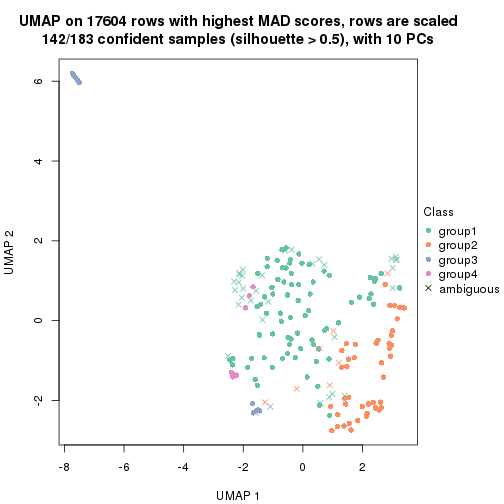 UMAP on 17604 rows with highest MAD scores, rows are scaled
142/183 confident samples (silhouette > 0.5), with 10 PCs
6
4
2
0
-2
UMAP 2
-8
-6
-4
-2
0
2
UMAP 1
Class
group1
group2
group3
group4
ambiguous